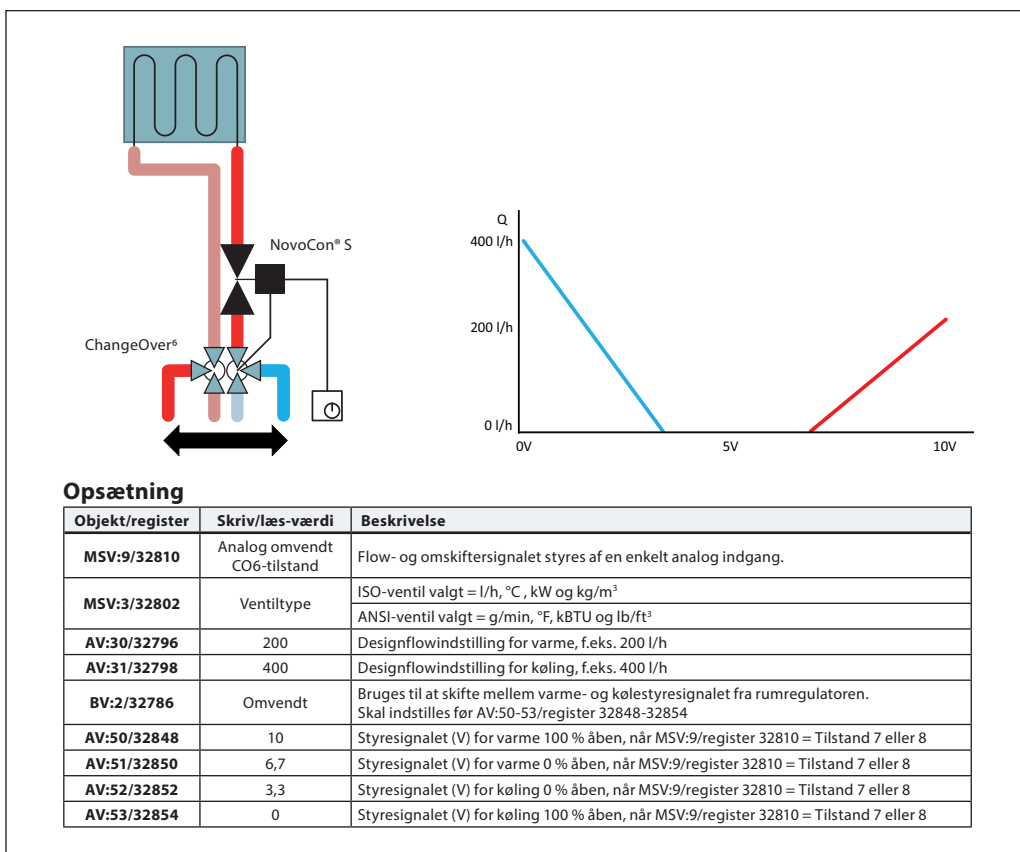 NovoCon® S
ChangeOver⁶
Q
400 l/h
200 l/h
0 l/h
0V
5V
10V
Opsætning
Objekt/register
Skriv/læs-værdi
Beskrivelse
MSV:9/32810
Analog omvendt
CO6-tilstand
Flow- og omskiftersignalet styres af en enkelt analog indgang.
MSV:3/32802
Ventiltype
ISO-ventil valgt = l/h, °C , kW og kg/m³
ANSI-ventil valgt = g/min, °F, kBTU og lb/ft³
AV:30/32796
200
Designflowindstilling for varme, f.eks. 200 l/h
AV:31/32798
400
Designflowindstilling for køling, f.eks. 400 l/h
BV:2/32786
Omvendt
Bruges til at skifte mellem varme- og kølestyresignalet fra rumregulatoren.
Skal indstilles før AV:50-53/register 32848-32854
AV:50/32848
10
Styresignalet (V) for varme 100 % åben, når MSV:9/register 32810 = Tilstand 7 eller 8
AV:51/32850
6,7
Styresignalet (V) for varme 0 % åben, når MSV:9/register 32810 = Tilstand 7 eller 8
AV:52/32852
3,3
Styresignalet (V) for køling 0 % åben, når MSV:9/register 32810 = Tilstand 7 eller 8
AV:53/32854
0
Styresignalet (V) for køling 100 % åben, når MSV:9/register 32810 = Tilstand 7 eller 8